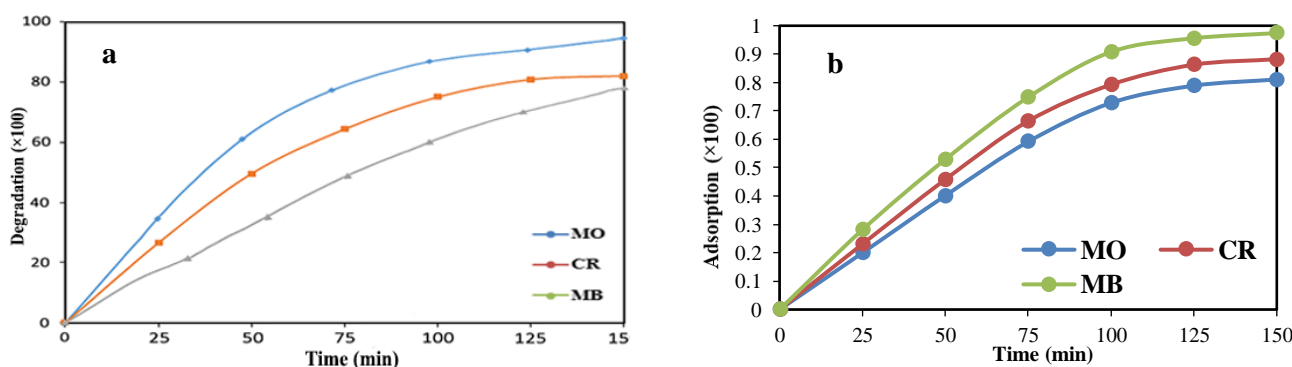 a
Degradation (×100)
100
80
60
40
20
0
MO
CR
MB
0 25 50 75 100 125 15
Time (min)
b
Adsorption (×100)
1
0.9
0.8
0.7
0.6
0.5
0.4
0.3
0.2
0.1
0
MO CR
MB
0 25 50 75 100 125 150
Time (min)